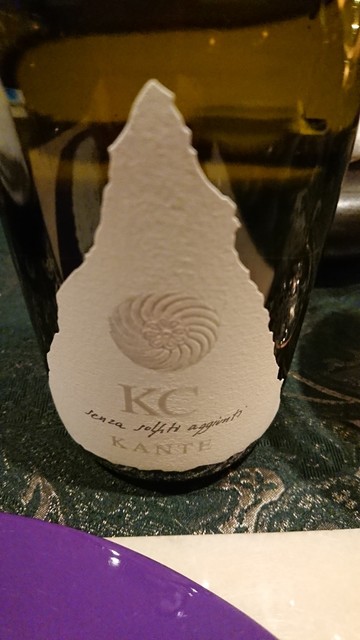 KC
senza solfiti aggiunti
KANTE